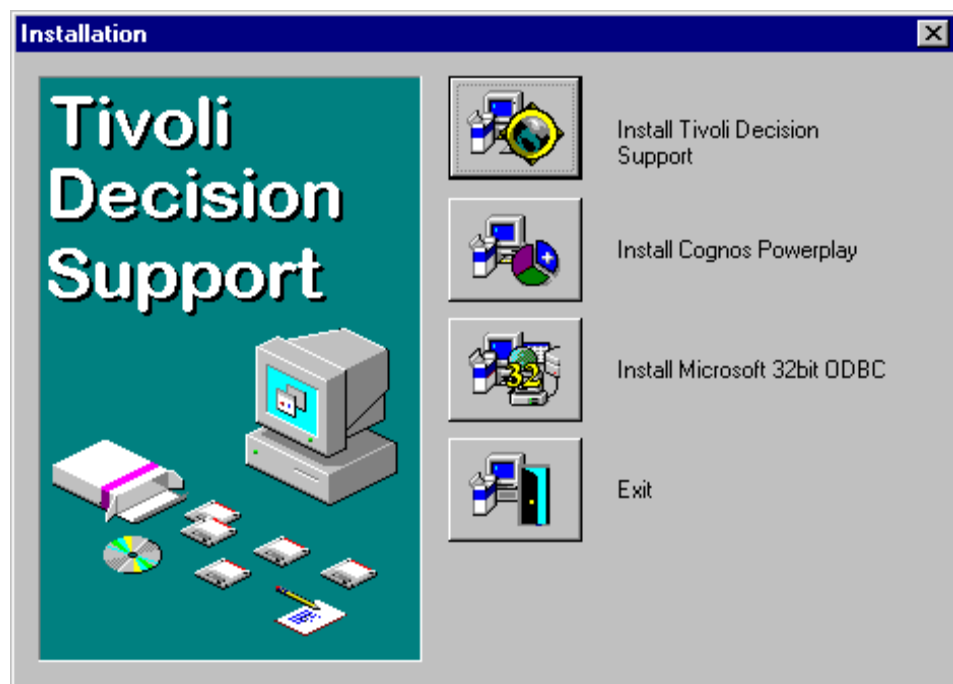 Installation
Tivoli
Decision
Support
Install Tivoli Decision
Support
Install Cognos Powerplay
32
Install Microsoft 32bit ODBC
Exit